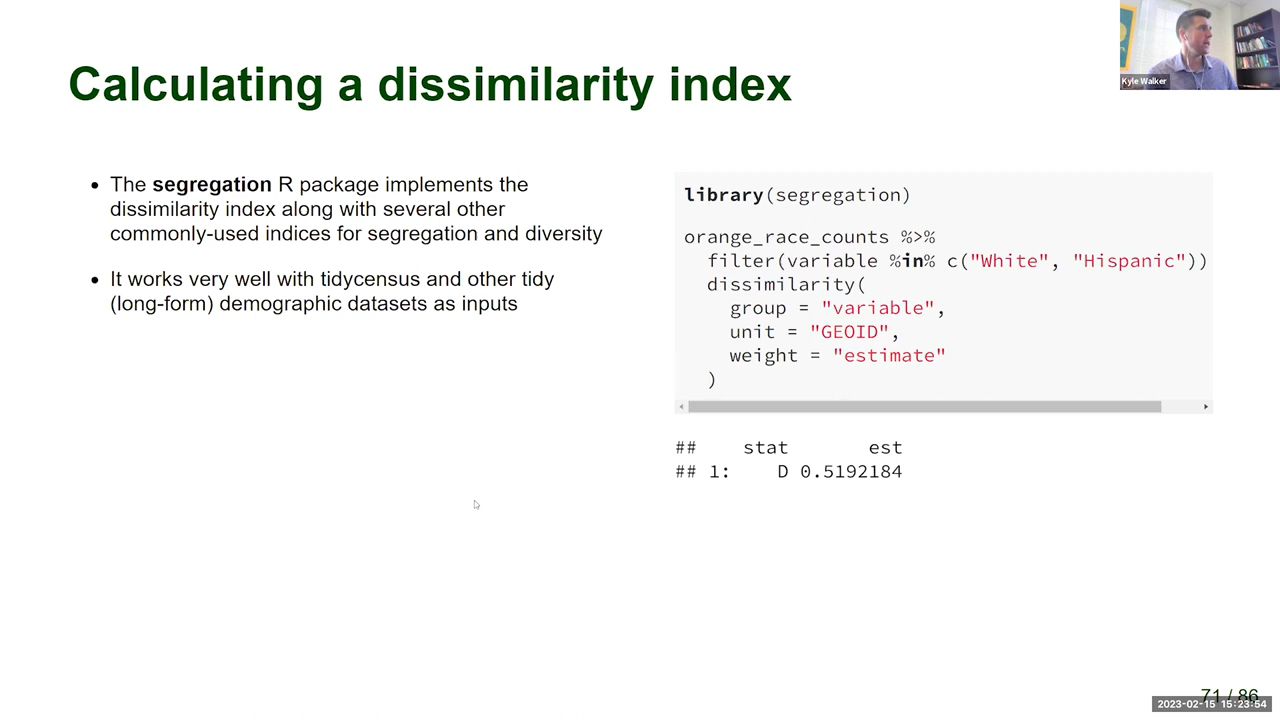 Calculating a dissimilarity index
Kyle Walker
• The segregation R package implements the
dissimilarity index along with several other
commonly-used indices for segregation and diversity
• It works very well with tidycensus and other tidy
(long-form) demographic datasets as inputs
library(segregation)
orange_race_counts %>%
  filter(variable %in% c("White", "Hispanic"))
  dissimilarity(
    group = "variable",
    unit = "GEOID",
    weight = "estimate"
  )
##    stat       est
## 1:    D 0.5192184
71 / 86
2023-02-15 15:23:54